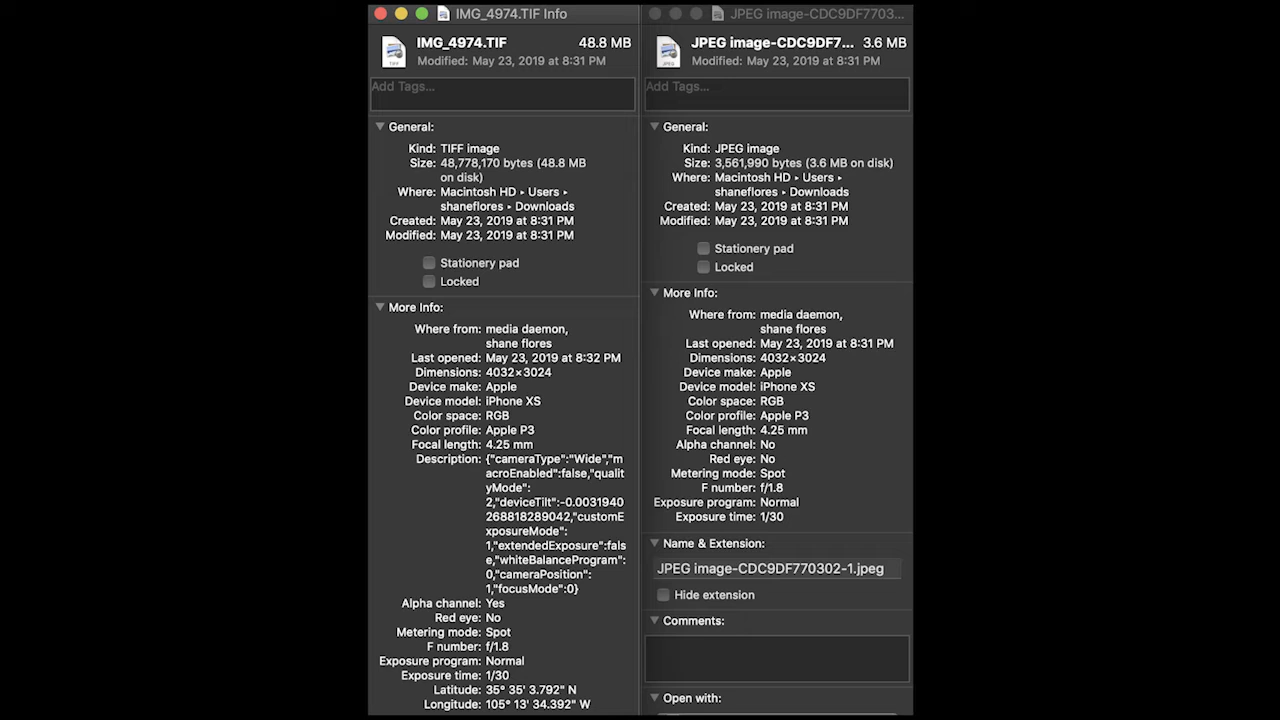 IMG_4974.TIF Info
IMG_4974.TIF 48.8 MB
Modified: May 23, 2019 at 8:31 PM
Add Tags...
General:
Kind: TIFF image
Size: 48,778,170 bytes (48.8 MB
on disk)
Where: Macintosh HD ▸ Users ▸
shaneflores ▸ Downloads
Created: May 23, 2019 at 8:31 PM
Modified: May 23, 2019 at 8:31 PM
Stationery pad
Locked
More Info:
Where from: media daemon,
shane flores
Last opened: May 23, 2019 at 8:32 PM
Dimensions: 4032×3024
Device make: Apple
Device model: iPhone XS
Color space: RGB
Color profile: Apple P3
Focal length: 4.25 mm
Description: {"cameraType":"Wide","m
acroEnabled":false,"qualit
yMode":
2,"deviceTilt":-0.0031940
268818289042,"customE
xposureMode":
1,"extendedExposure":fals
e,"whiteBalanceProgram":
0,"cameraPosition":
1,"focusMode":0}
Alpha channel: Yes
Red eye: No
Metering mode: Spot
F number: f/1.8
Exposure program: Normal
Exposure time: 1/30
Latitude: 35° 35' 3.792" N
Longitude: 105° 13' 34.392" W
JPEG image-CDC9DF7703...
JPEG image-CDC9DF7... 3.6 MB
Modified: May 23, 2019 at 8:31 PM
Add Tags...
General:
Kind: JPEG image
Size: 3,561,990 bytes (3.6 MB on disk)
Where: Macintosh HD ▸ Users ▸
shaneflores ▸ Downloads
Created: May 23, 2019 at 8:31 PM
Modified: May 23, 2019 at 8:31 PM
Stationery pad
Locked
More Info:
Where from: media daemon,
shane flores
Last opened: May 23, 2019 at 8:31 PM
Dimensions: 4032×3024
Device make: Apple
Device model: iPhone XS
Color space: RGB
Color profile: Apple P3
Focal length: 4.25 mm
Alpha channel: No
Red eye: No
Metering mode: Spot
F number: f/1.8
Exposure program: Normal
Exposure time: 1/30
Name & Extension:
JPEG image-CDC9DF770302-1.jpeg
Hide extension
Comments:
Open with: